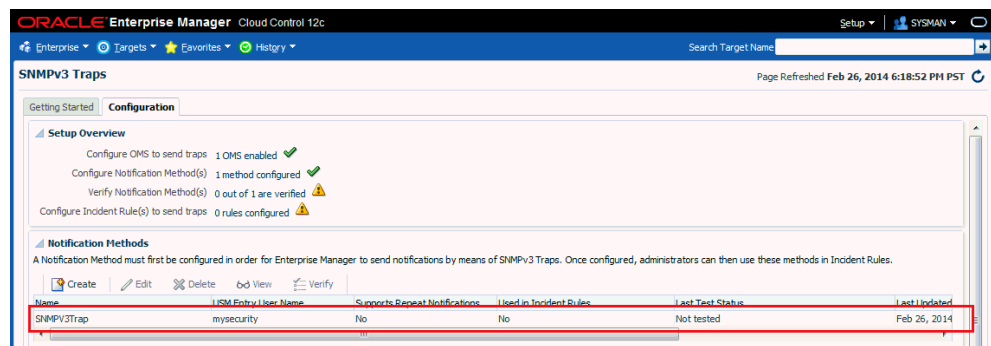 ORACLE Enterprise Manager Cloud Control 12c
Setup SYSMAN
Enterprise Targets Favorites History Search Target Name
SNMPv3 Traps
Page Refreshed Feb 26, 2014 6:18:52 PM PST
Getting Started Configuration
Setup Overview
Configure OMS to send traps 1 OMS enabled
Configure Notification Method(s) 1 method configured
Verify Notification Method(s) 0 out of 1 are verified
Configure Incident Rule(s) to send traps 0 rules configured
Notification Methods
A Notification Method must first be configured in order for Enterprise Manager to send notifications by means of SNMPv3 Traps. Once configured, administrators can then use these methods in Incident Rules.
Create Edit Delete View Verify
Name USM Entry User Name Supports Repeat Notifications Used in Incident Rules Last Test Status Last Updated
SNMPV3Trap mysecurity No No Not tested Feb 26, 2014